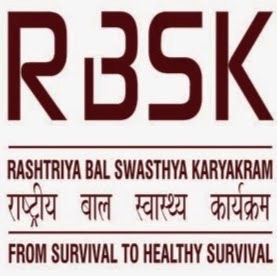 RBSK
RASHTRIYA BAL SWASTHYA KARYAKRAM
राष्ट्रीय बाल स्वास्थ्य कार्यक्रम
FROM SURVIVAL TO HEALTHY SURVIVAL